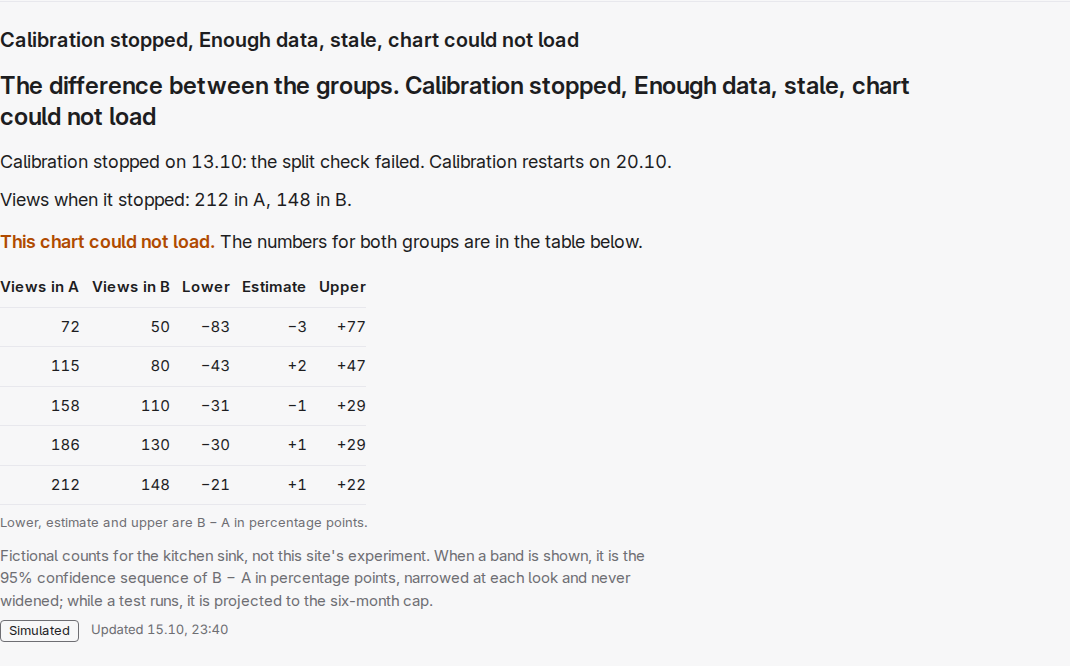 Calibration stopped, Enough data, stale, chart could not load
The difference between the groups. Calibration stopped, Enough data, stale, chart
could not load
Calibration stopped on 13.10: the split check failed. Calibration restarts on 20.10.
Views when it stopped: 212 in A, 148 in B.
This chart could not load. The numbers for both groups are in the table below.
Views in A Views in B Lower Estimate Upper
72 50 −83 −3 +77
115 80 −43 +2 +47
158 110 −31 −1 +29
186 130 −30 +1 +29
212 148 −21 +1 +22
Lower, estimate and upper are B − A in percentage points.
Fictional counts for the kitchen sink, not this site's experiment. When a band is shown, it is the
95% confidence sequence of B − A in percentage points, narrowed at each look and never
widened; while a test runs, it is projected to the six-month cap.
Simulated Updated 15.10, 23:40